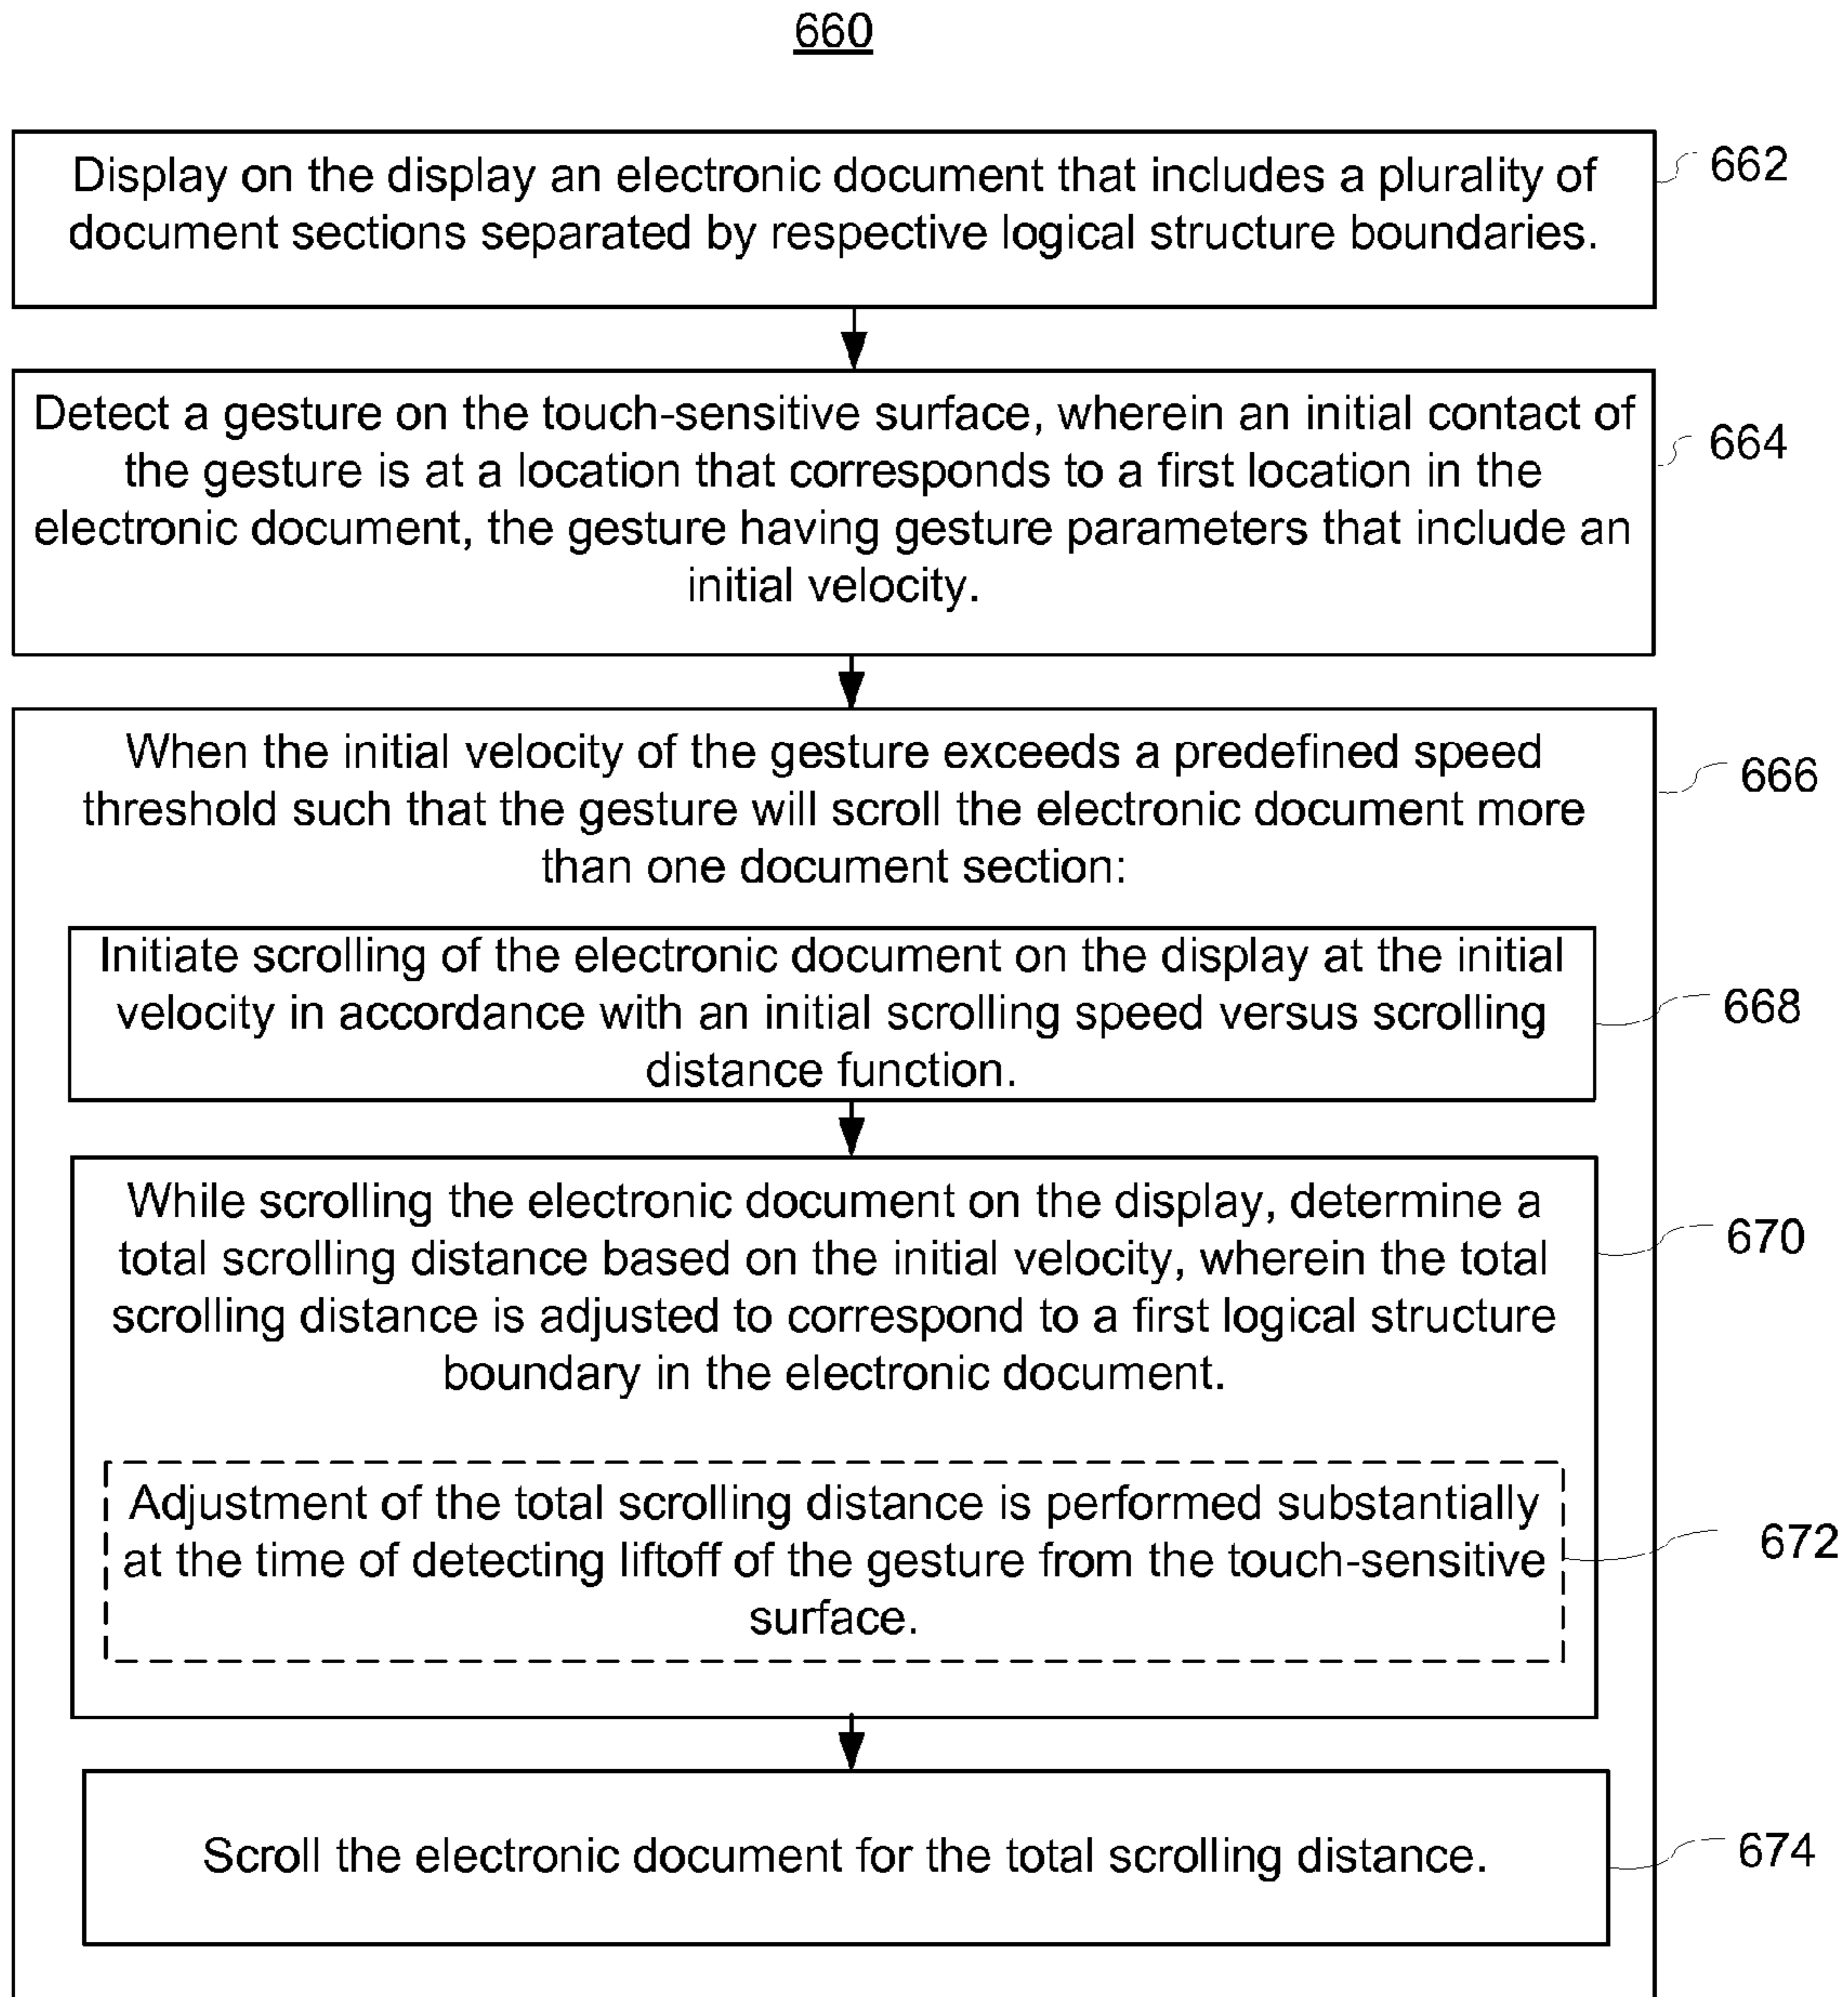 660
Display on the display an electronic document that includes a plurality of
document sections separated by respective logical structure boundaries.
662
Detect a gesture on the touch-sensitive surface, wherein an initial contact of
the gesture is at a location that corresponds to a first location in the
electronic document, the gesture having gesture parameters that include an
initial velocity.
664
When the initial velocity of the gesture exceeds a predefined speed
threshold such that the gesture will scroll the electronic document more
than one document section:
666
Initiate scrolling of the electronic document on the display at the initial
velocity in accordance with an initial scrolling speed versus scrolling
distance function.
668
While scrolling the electronic document on the display, determine a
total scrolling distance based on the initial velocity, wherein the total
scrolling distance is adjusted to correspond to a first logical structure
boundary in the electronic document.
670
Adjustment of the total scrolling distance is performed substantially
at the time of detecting liftoff of the gesture from the touch-sensitive
surface.
672
Scroll the electronic document for the total scrolling distance.
674